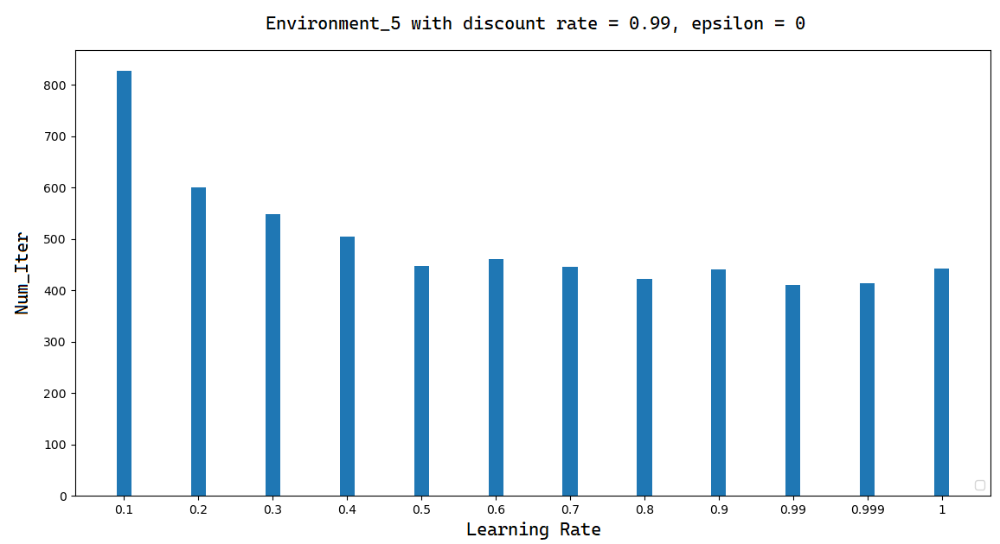 Environment_5 with discount rate = 0.99, epsilon = 0
800
700
600
500
400
300
200
100
0
Num_Iter
0.1 0.2 0.3 0.4 0.5 0.6 0.7 0.8 0.9 0.99 0.999 1
Learning Rate